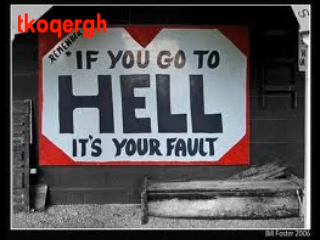 tkoqergh
REMEMBER
IF YOU GO TO
HELL
IT'S YOUR FAULT
Bill Foster 2006